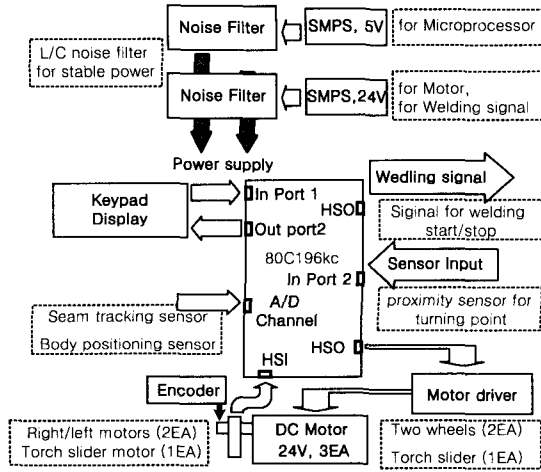 Noise Filter
SMPS, 5V
for Microprocessor
L/C noise filter
for stable power
Noise Filter
SMPS,24V
for Motor,
for Welding signal
Power supply
Keypad
Display
In Port 1
Out port2
HSO
80C196kc
In Port 2
A/D
Channel
HSO
HSI
Wedling signal
Siginal for welding
start/stop
Sensor Input
proximity sensor for
turning point
Seam tracking sensor
Body positioning sensor
Encoder
Motor driver
Right/left motors (2EA)
Torch slider motor (1EA)
DC Motor
24V, 3EA
Two wheels (2EA)
Torch slider (1EA)